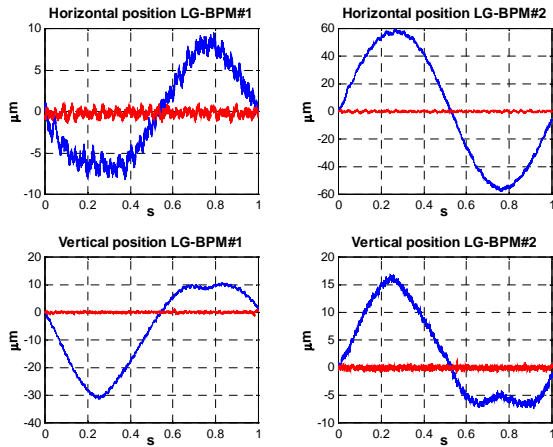 Horizontal position LG-BPM#1
10
5
0
-5
-10
µm
0 0.2 0.4 0.6 0.8 1
s
Horizontal position LG-BPM#2
60
40
20
0
-20
-40
-60
µm
0 0.2 0.4 0.6 0.8 1
s
Vertical position LG-BPM#1
20
10
0
-10
-20
-30
-40
µm
0 0.2 0.4 0.6 0.8 1
s
Vertical position LG-BPM#2
20
15
10
5
0
-5
-10
µm
0 0.2 0.4 0.6 0.8 1
s